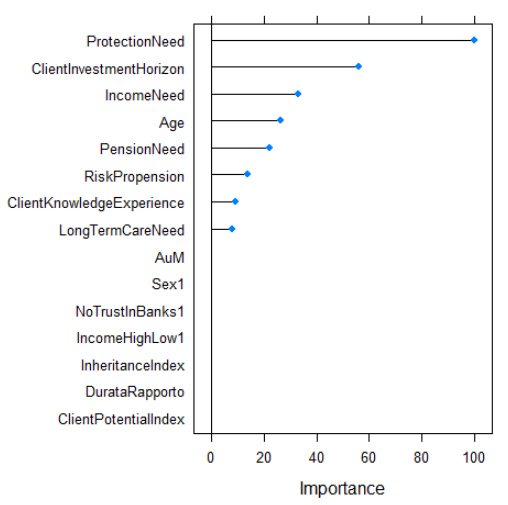 ProtectionNeed
ClientInvestmentHorizon
IncomeNeed
Age
PensionNeed
RiskPropension
ClientKnowledgeExperience
LongTermCareNeed
AuM
Sex1
NoTrustInBanks1
IncomeHighLow1
InheritanceIndex
DurataRapporto
ClientPotentialIndex
0 20 40 60 80 100
Importance